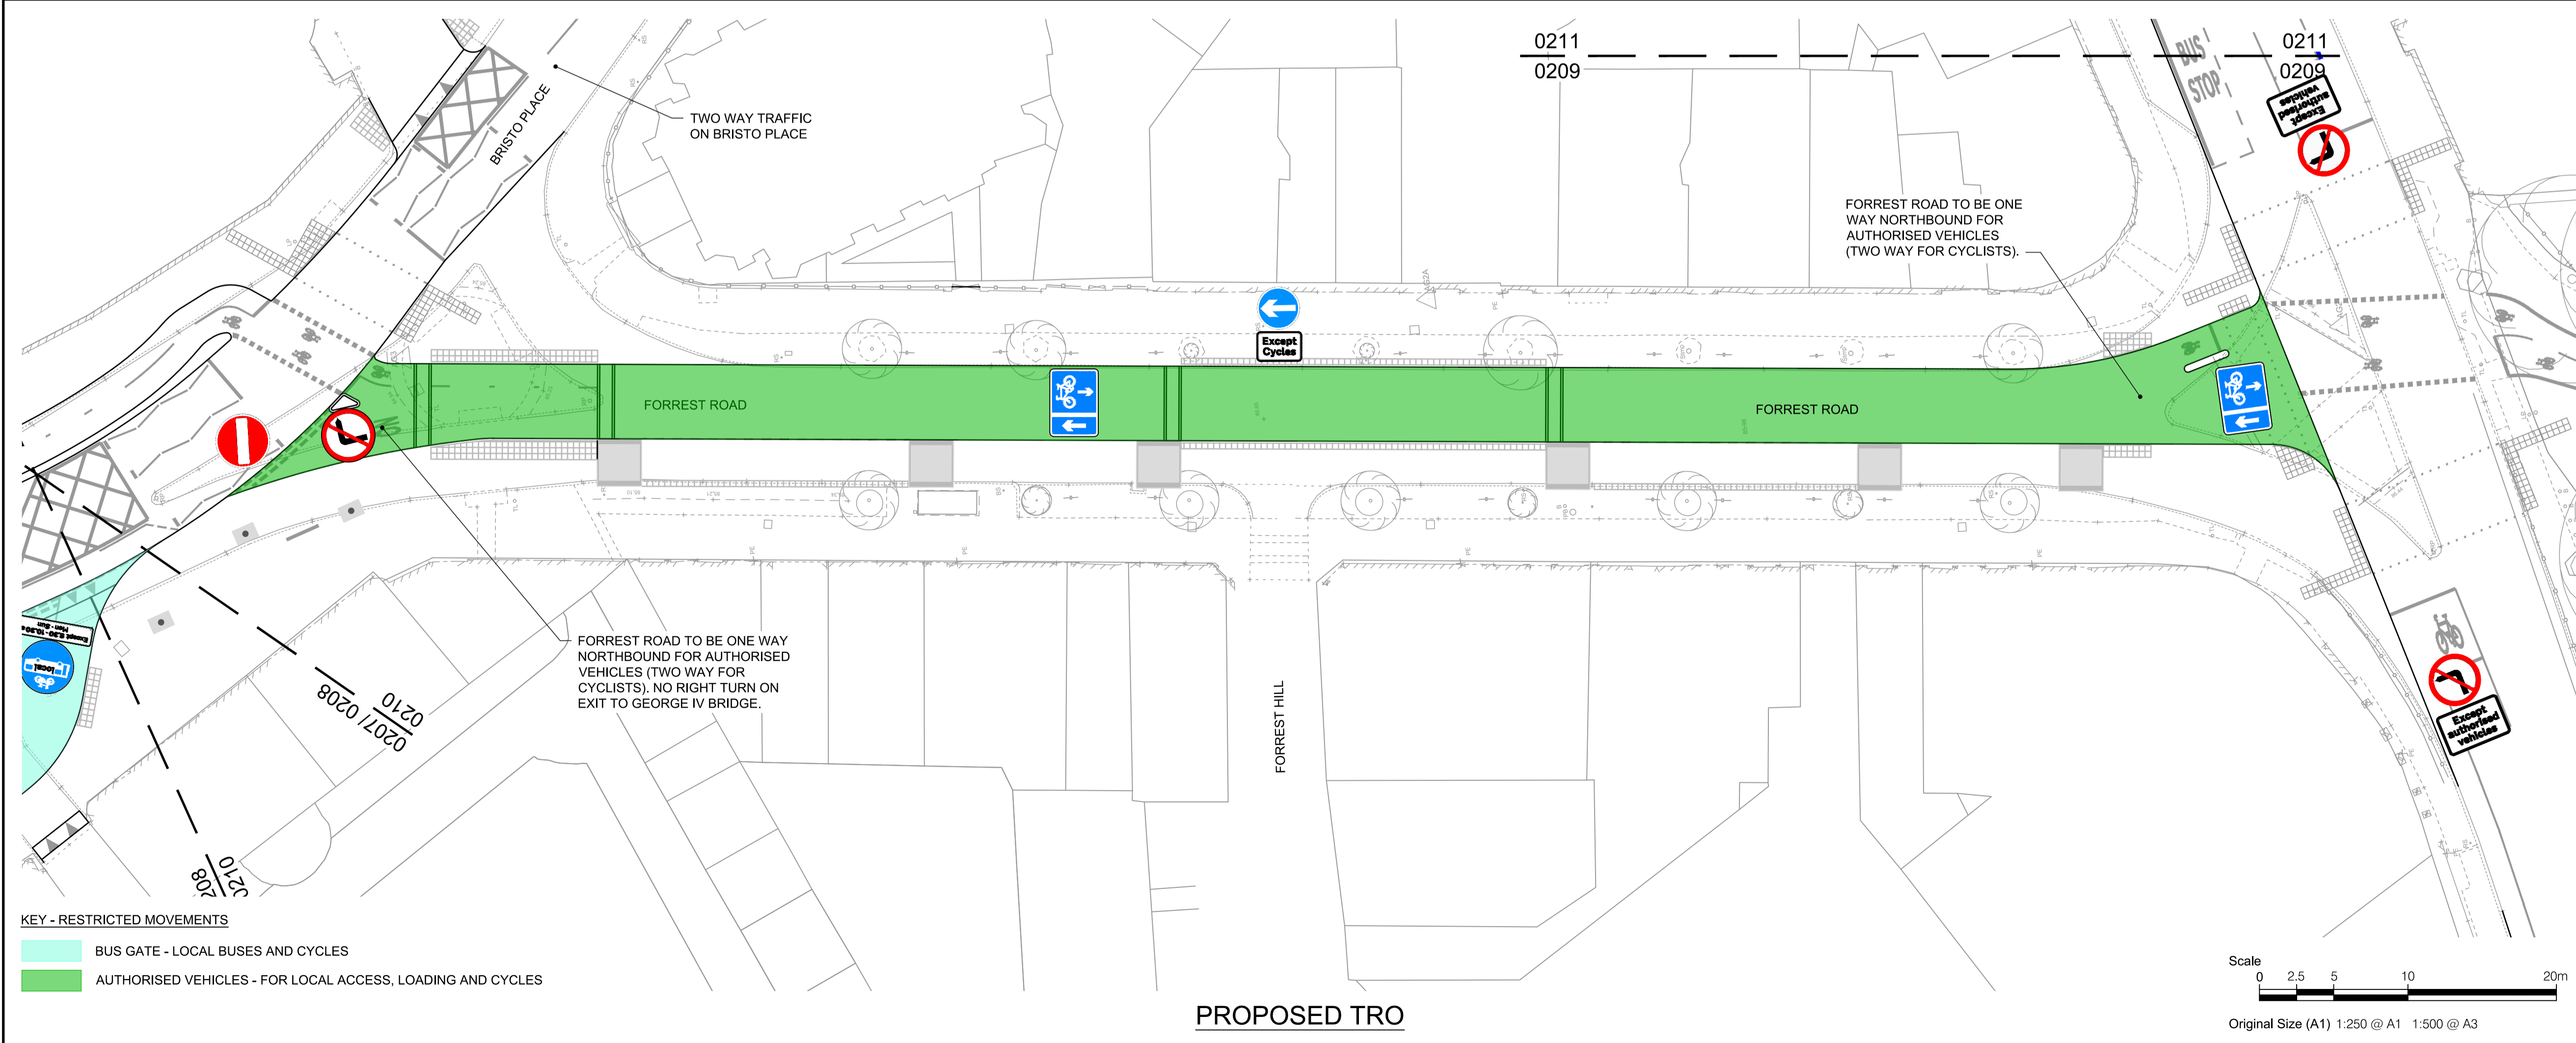 0211
0209
0211
0209
BUS
STOP
Except
authorised
vehicles
BRISTO PLACE
TWO WAY TRAFFIC
ON BRISTO PLACE
FORREST ROAD TO BE ONE
WAY NORTHBOUND FOR
AUTHORISED VEHICLES
(TWO WAY FOR CYCLISTS).
Except
Cycles
FORREST ROAD
FORREST ROAD
FORREST ROAD TO BE ONE WAY
NORTHBOUND FOR AUTHORISED
VEHICLES (TWO WAY FOR
CYCLISTS). NO RIGHT TURN ON
EXIT TO GEORGE IV BRIDGE.
Mon - Sun
local
0210
0207/ 0208
0210
208
FORREST HILL
Except
authorised
vehicles
KEY - RESTRICTED MOVEMENTS
BUS GATE - LOCAL BUSES AND CYCLES
AUTHORISED VEHICLES - FOR LOCAL ACCESS, LOADING AND CYCLES
PROPOSED TRO
Scale
0 2.5 5 10 20m
Original Size (A1) 1:250 @ A1 1:500 @ A3